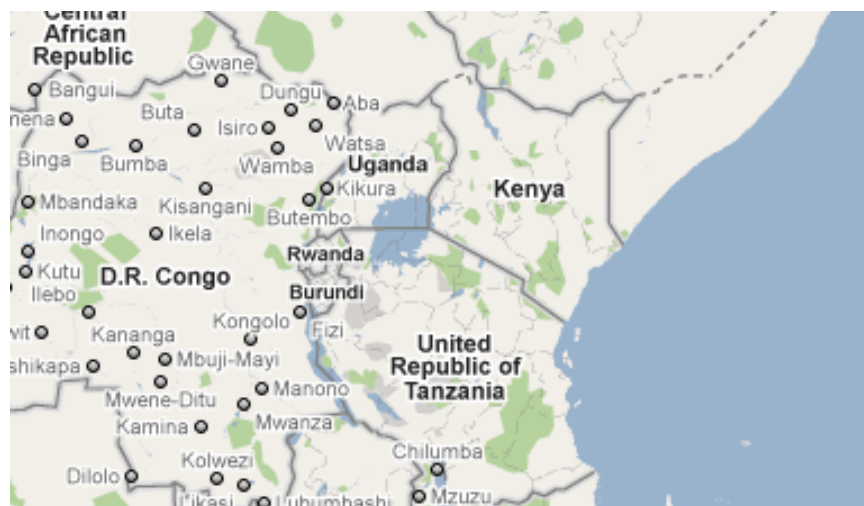 Central
African
Republic
Gwane
Bangui
Dungu
Aba
Buta
Isiro
Watsa
Binga
Bumba
Wamba
Uganda
Kikura
Kenya
Mbandaka
Kisangani
Butembo
Inongo
Ikela
Rwanda
Kutu
D.R. Congo
Ilebo
Burundi
Kongolo
Fizi
Kananga
United
Republic of
Tanzania
Mbuji-Mayi
Manono
Mwene-Ditu
Mwanza
Kamina
Chilumba
Kolwezi
Dilolo
Likasi
Lubumbashi
Mzuzu